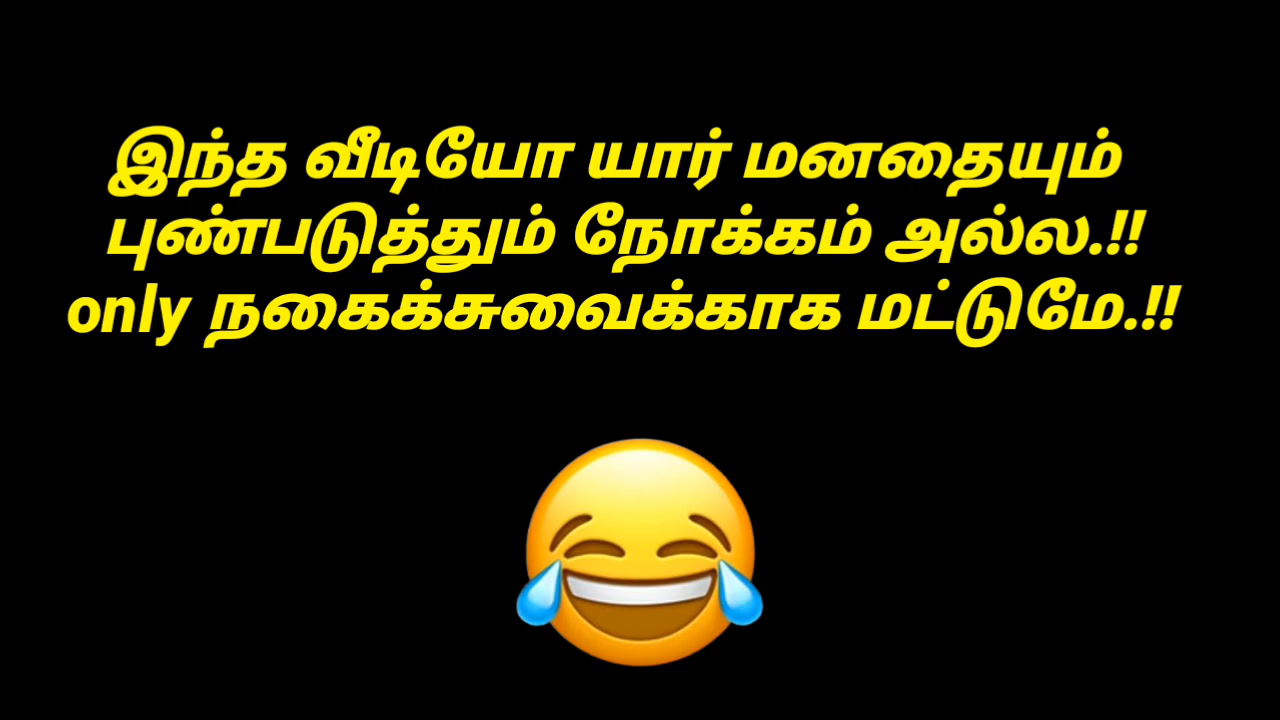 இந்த வீடியோ யார் மனதையும்
புண்படுத்தும் நோக்கம் அல்ல.!!
only நகைக்சுவைக்காக மட்டுமே.!!